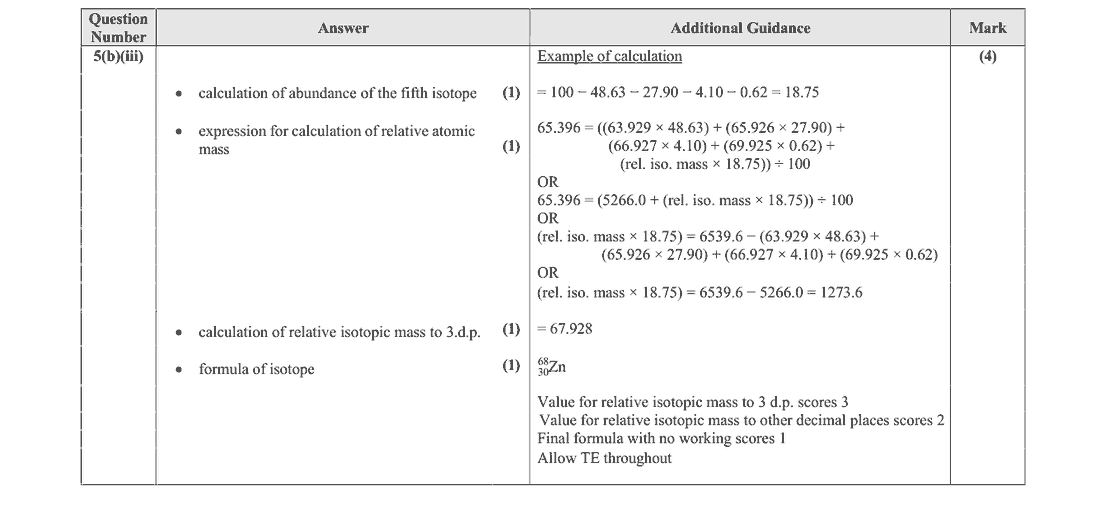 Question Number
Answer
Additional Guidance
Mark
5(b)(iii)
Example of calculation
(4)
• calculation of abundance of the fifth isotope (1)
= 100 − 48.63 − 27.90 − 4.10 − 0.62 = 18.75
• expression for calculation of relative atomic
mass (1)
65.396 = ((63.929 × 48.63) + (65.926 × 27.90) +
(66.927 × 4.10) + (69.925 × 0.62) +
(rel. iso. mass × 18.75)) ÷ 100
OR
65.396 = (5266.0 + (rel. iso. mass × 18.75)) ÷ 100
OR
(rel. iso. mass × 18.75) = 6539.6 − (63.929 × 48.63) +
(65.926 × 27.90) + (66.927 × 4.10) + (69.925 × 0.62)
OR
(rel. iso. mass × 18.75) = 6539.6 − 5266.0 = 1273.6
• calculation of relative isotopic mass to 3.d.p. (1)
= 67.928
• formula of isotope (1)
⁶⁸₃₀Zn
Value for relative isotopic mass to 3 d.p. scores 3
Value for relative isotopic mass to other decimal places scores 2
Final formula with no working scores 1
Allow TE throughout